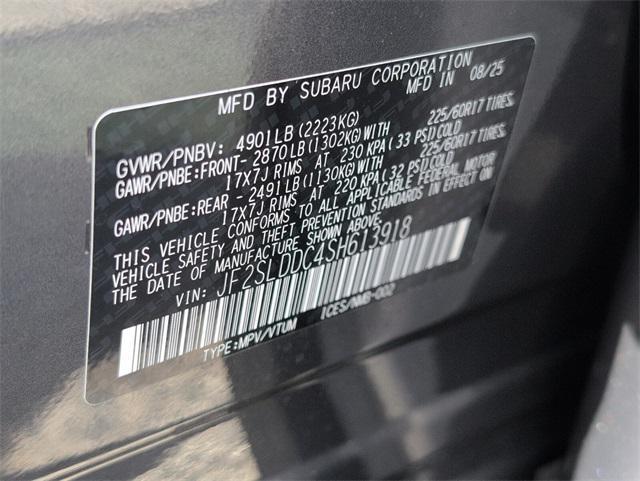 MFD BY SUBARU CORPORATION
MFD IN 08/25
GVWR/PNBV: 4901LB(2223KG)
GAWR/PNBE:FRONT- 2870LB(1302KG)WITH 225/60R17 TIRES,
17X7J RIMS AT 230 KPA(33 PSI)COLD
GAWR/PNBE:REAR - 2491LB(1130KG)WITH 225/60R17 TIRES,
17X7J RIMS AT 220 KPA(32 PSI)COLD
THIS VEHICLE CONFORMS TO ALL APPLICABLE FEDERAL MOTOR
VEHICLE SAFETY AND THEFT PREVENTION STANDARDS IN EFFECT ON
THE DATE OF MANUFACTURE SHOWN ABOVE.
VIN: JF2SLDDC4SH613918
TYPE:MPV/VTUM ICES/NMB-002